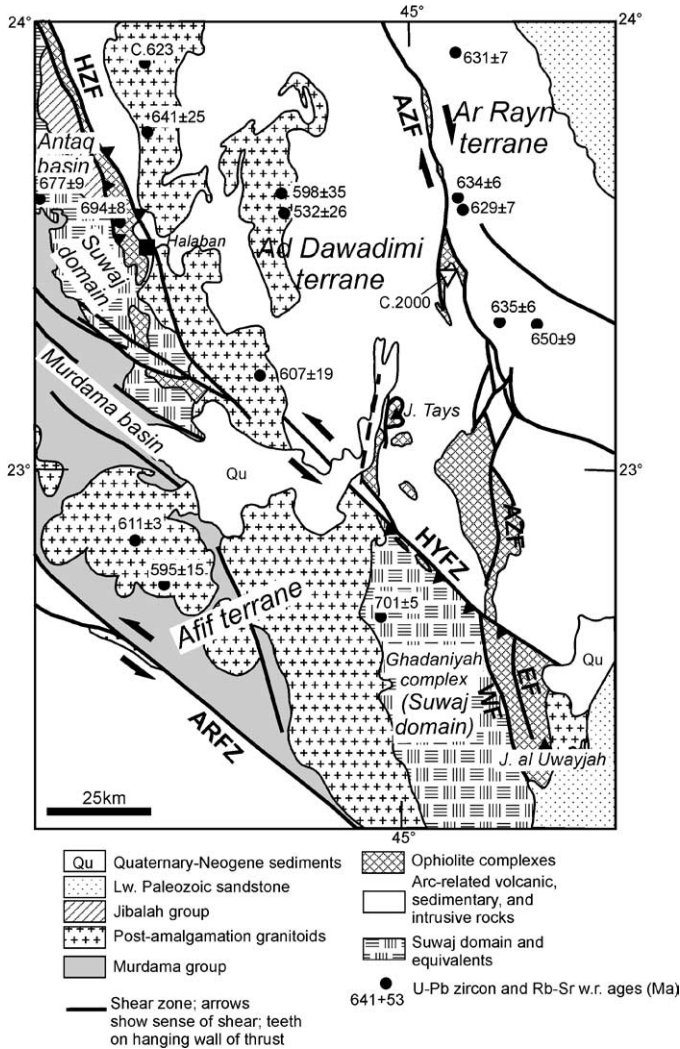 24°
45°
24°
C.623
HZF
631±7
641±25
AZF
Ar Rayn
terrane
Antaq
basin
677±9
694±8
598±35
532±26
634±6
629±7
Halaban
Suwaj
domain
Ad Dawadimi
terrane
C.2000
635±6
650±9
Murdama basin
607±19
J. Tays
23°
Qu
23°
AZF
611±3
HYFZ
595±15
Afif terrane
701±5
Ghadaniyah
complex
(Suwaj
domain)
Qu
WF
EF
ARFZ
J. al Uwayjah
25km
45°
Qu Quaternary-Neogene sediments
Lw. Paleozoic sandstone
Jibalah group
Post-amalgamation granitoids
Murdama group
Shear zone; arrows
show sense of shear; teeth
on hanging wall of thrust
Ophiolite complexes
Arc-related volcanic,
sedimentary, and
intrusive rocks
Suwaj domain and
equivalents
641+53 U-Pb zircon and Rb-Sr w.r. ages (Ma)